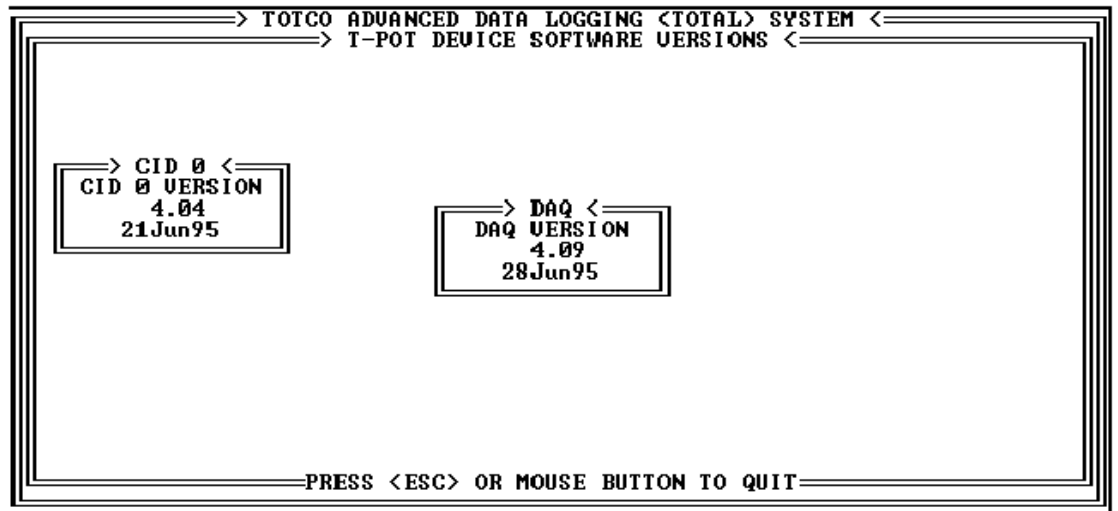 => TOTCO ADVANCED DATA LOGGING <TOTAL> SYSTEM <=
=> T-POT DEVICE SOFTWARE VERSIONS <=
=> CID 0 <=
CID 0 VERSION
4.04
21Jun95
=> DAQ <=
DAQ VERSION
4.09
28Jun95
PRESS <ESC> OR MOUSE BUTTON TO QUIT